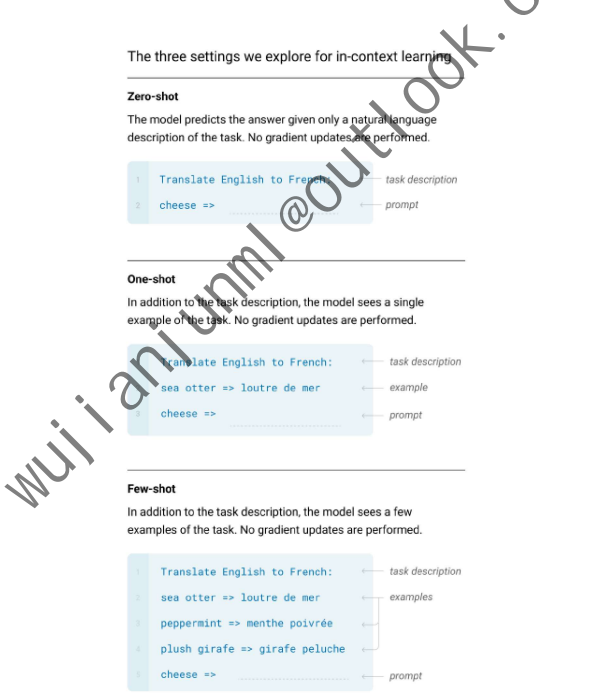 The three settings we explore for in-context learning
Zero-shot
The model predicts the answer given only a natural language
description of the task. No gradient updates are performed.
1 Translate English to French: task description
2 cheese => prompt
One-shot
In addition to the task description, the model sees a single
example of the task. No gradient updates are performed.
Translate English to French: task description
sea otter => loutre de mer example
3 cheese => prompt
Few-shot
In addition to the task description, the model sees a few
examples of the task. No gradient updates are performed.
1 Translate English to French: task description
2 sea otter => loutre de mer examples
3 peppermint => menthe poivrée
4 plush girafe => girafe peluche
5 cheese => prompt
wujianjunml@outlook.co